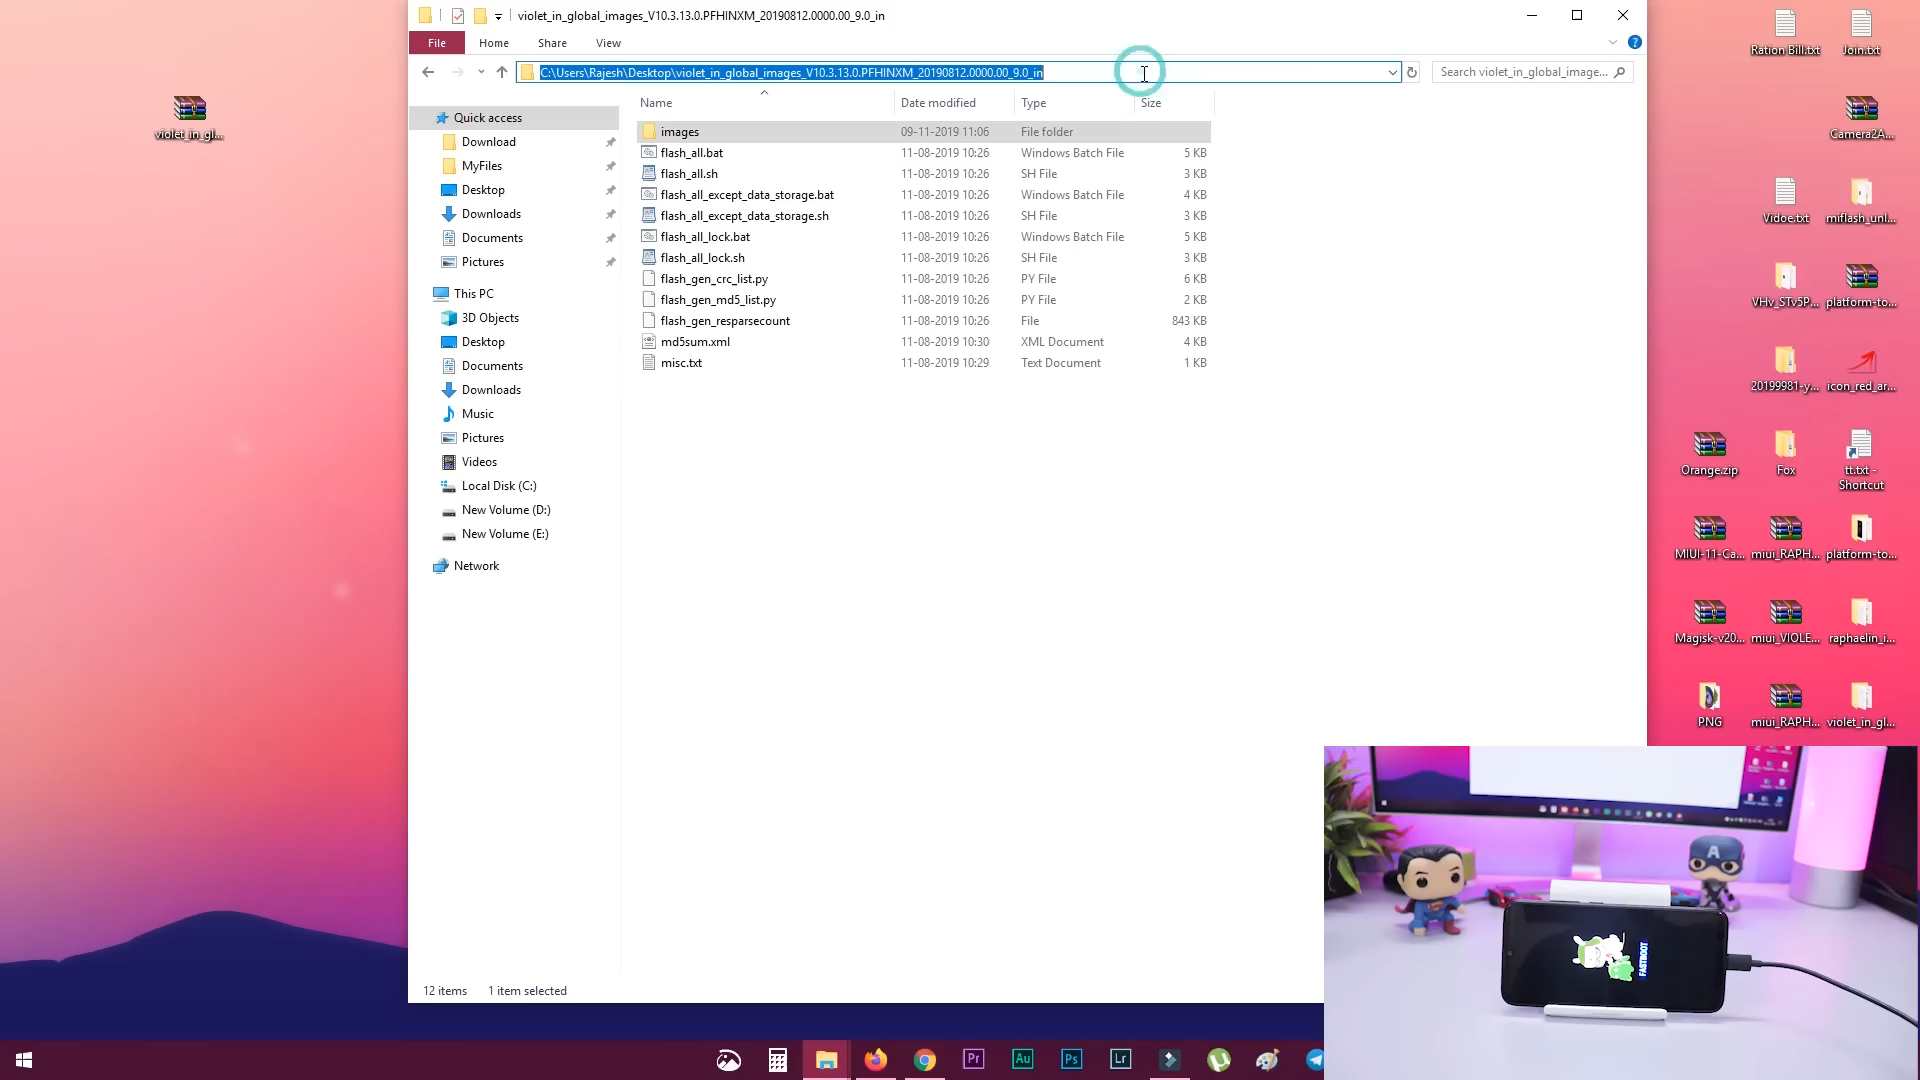 violet_in_global_images_V10.3.13.0.PFHINXM_20190812.0000.00_9.0_in
File Home Share View
C:\Users\Rajesh\Desktop\violet_in_global_images_V10.3.13.0.PFHINXM_20190812.0000.00_9.0_in
Search violet_in_global_image...
Name Date modified Type Size
images 09-11-2019 11:06 File folder
flash_all.bat 11-08-2019 10:26 Windows Batch File 5 KB
flash_all.sh 11-08-2019 10:26 SH File 3 KB
flash_all_except_data_storage.bat 11-08-2019 10:26 Windows Batch File 4 KB
flash_all_except_data_storage.sh 11-08-2019 10:26 SH File 3 KB
flash_all_lock.bat 11-08-2019 10:26 Windows Batch File 5 KB
flash_all_lock.sh 11-08-2019 10:26 SH File 3 KB
flash_gen_crc_list.py 11-08-2019 10:26 PY File 6 KB
flash_gen_md5_list.py 11-08-2019 10:26 PY File 2 KB
flash_gen_resparsecount 11-08-2019 10:26 File 843 KB
md5sum.xml 11-08-2019 10:30 XML Document 4 KB
misc.txt 11-08-2019 10:29 Text Document 1 KB
Quick access
Download
MyFiles
Desktop
Downloads
Documents
Pictures
This PC
3D Objects
Desktop
Documents
Downloads
Music
Pictures
Videos
Local Disk (C:)
New Volume (D:)
New Volume (E:)
Network
12 items 1 item selected
violet_in_gl...
Ration Bill.txt Join.txt
Camera2A...
Vidoe.txt miflash_unl...
VHv_STv5P... platform-to...
20199981-y... icon_red_ar...
Orange.zip Fox tt.txt -
Shortcut
MIUI-11-Ca... miui_RAPH... platform-to...
Magisk-v20... miui_VIOLE... raphaelin_i...
PNG miui_RAPH... violet_in_gl...
FASTBOOT
A
Pr Au Ps Lr